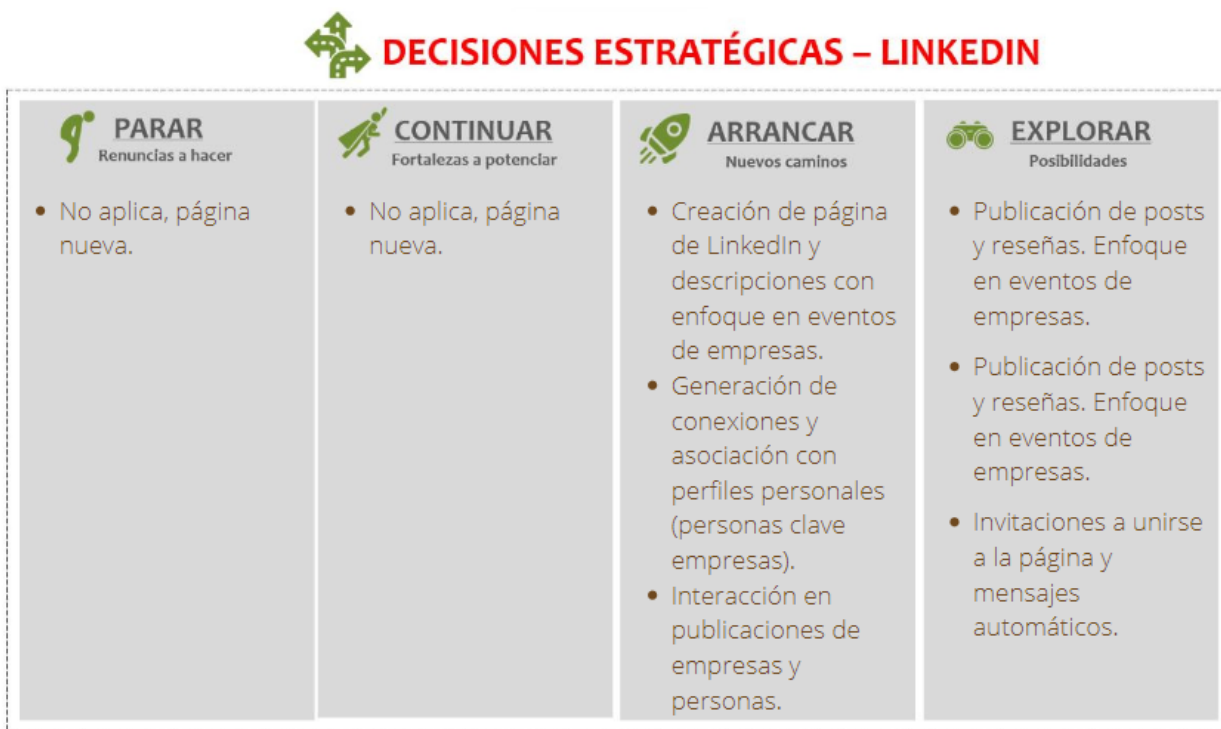 DECISIONES ESTRATÉGICAS – LINKEDIN
PARAR
Renuncias a hacer
• No aplica, página
nueva.
CONTINUAR
Fortalezas a potenciar
• No aplica, página
nueva.
ARRANCAR
Nuevos caminos
• Creación de página
de LinkedIn y
descripciones con
enfoque en eventos
de empresas.
• Generación de
conexiones y
asociación con
perfiles personales
(personas clave
empresas).
• Interacción en
publicaciones de
empresas y
personas.
EXPLORAR
Posibilidades
• Publicación de posts
y reseñas. Enfoque
en eventos de
empresas.
• Publicación de posts
y reseñas. Enfoque
en eventos de
empresas.
• Invitaciones a unirse
a la página y
mensajes
automáticos.